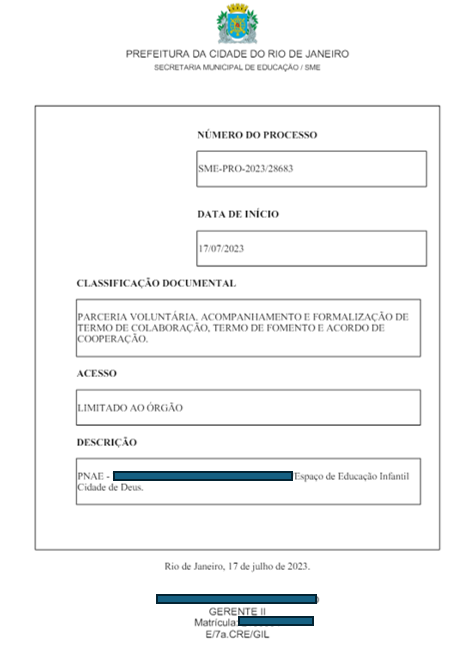 PREFEITURA DA CIDADE DO RIO DE JANEIRO
SECRETARIA MUNICIPAL DE EDUCAÇÃO / SME
NÚMERO DO PROCESSO
SME-PRO-2023/28683
DATA DE INÍCIO
17/07/2023
CLASSIFICAÇÃO DOCUMENTAL
PARCERIA VOLUNTÁRIA. ACOMPANHAMENTO E FORMALIZAÇÃO DE
TERMO DE COLABORAÇÃO, TERMO DE FOMENTO E ACORDO DE
COOPERAÇÃO.
ACESSO
LIMITADO AO ÓRGÃO
DESCRIÇÃO
PNAE - Espaço de Educação Infantil
Cidade de Deus.
Rio de Janeiro, 17 de julho de 2023.
GERENTE II
Matrícula:
E/7a.CRE/GIL